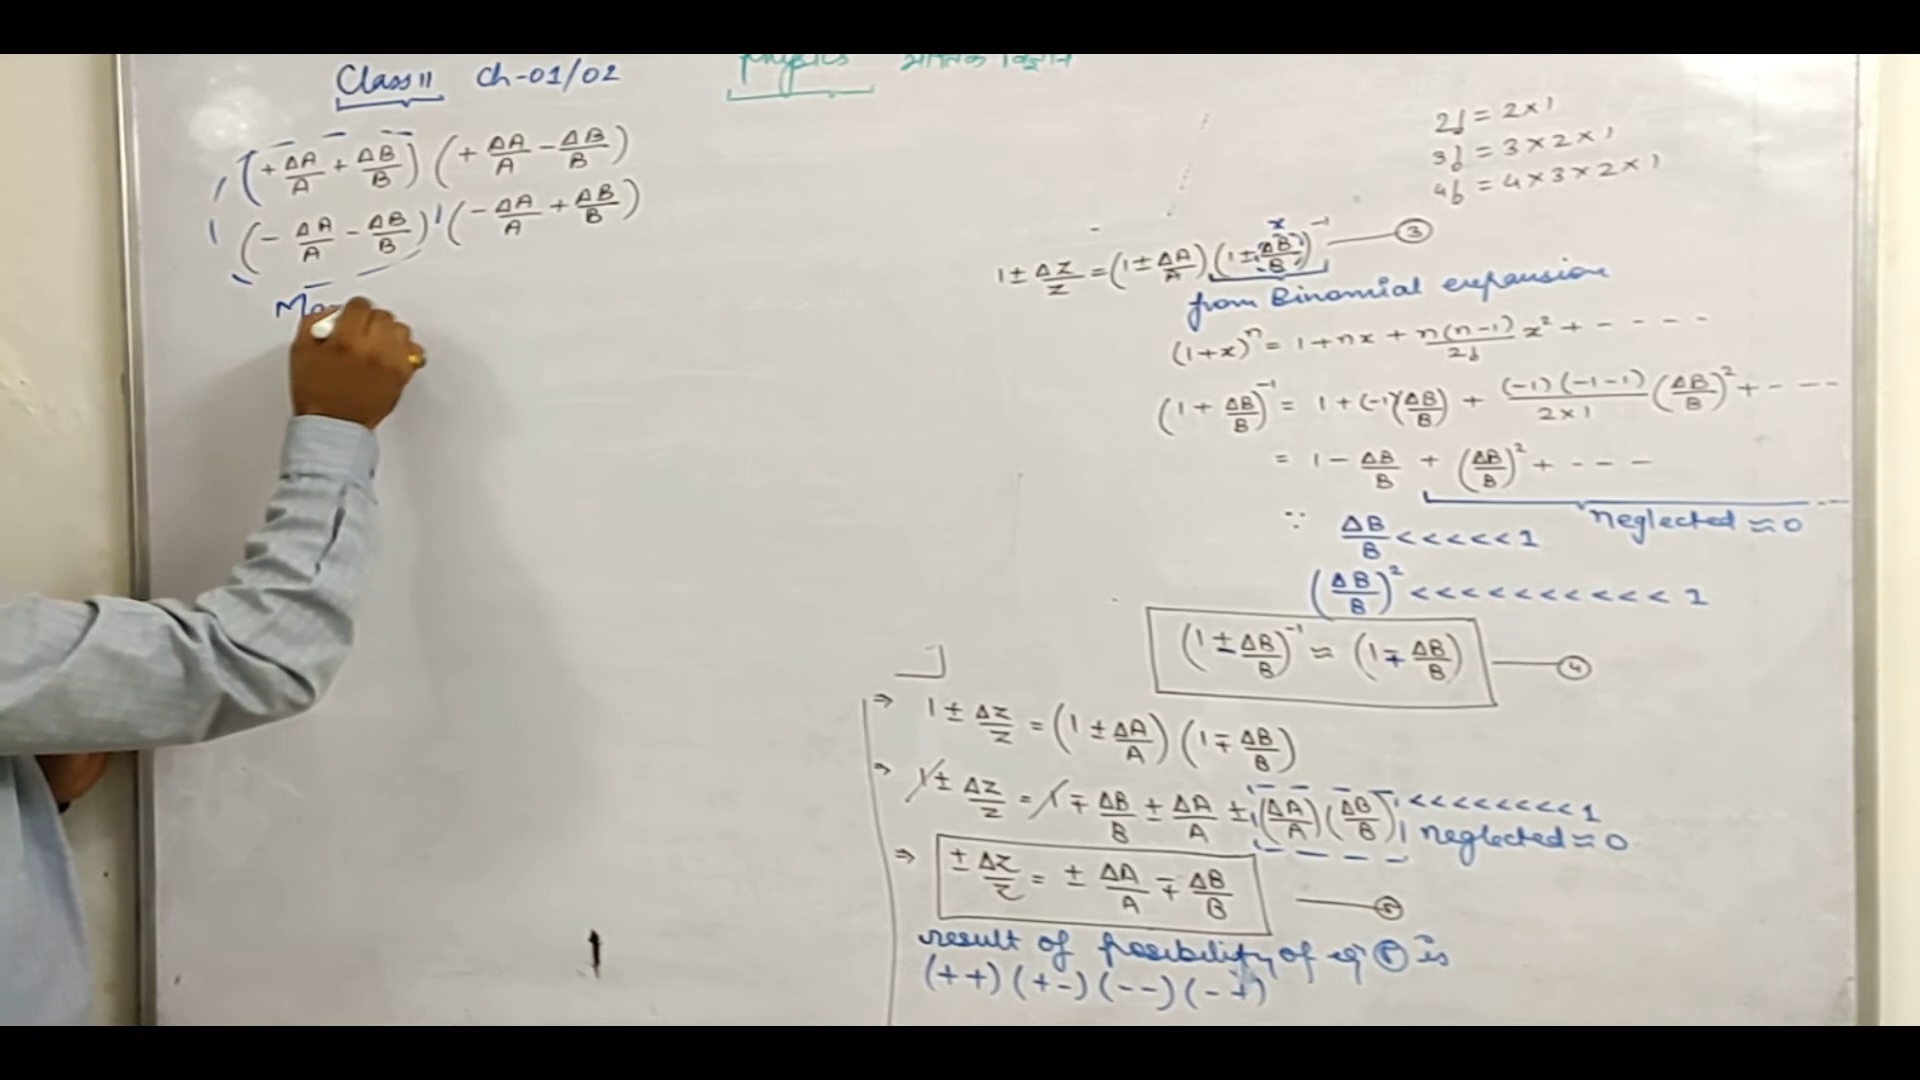 Class 11 Ch-01/02
Physics भौतिक विज्ञान
(+ ΔA/A + ΔB/B) (+ ΔA/A − ΔB/B)
(− ΔA/A − ΔB/B) (− ΔA/A + ΔB/B)
2! = 2×1
3! = 3×2×1
4! = 4×3×2×1
1 ± ΔZ/Z = (1 ± ΔA/A) (1 ± ΔB/B)⁻¹ — ③
x
from Binomial expansion
(1+x)ⁿ = 1 + nx + n(n−1)/2! x² + - - - -
(1 + ΔB/B)⁻¹ = 1 + (−1)(ΔB/B) + (−1)(−1−1)/2×1 (ΔB/B)² + - - -
= 1 − ΔB/B + (ΔB/B)² + - - -
neglected ≈ 0
∵ ΔB/B <<<<< 1
(ΔB/B)² <<<<<<<<<< 1
(1 ± ΔB/B)⁻¹ ≈ (1 ∓ ΔB/B) — ④
⇒ 1 ± ΔZ/Z = (1 ± ΔA/A) (1 ∓ ΔB/B)
⇒ 1 ± ΔZ/Z = 1 ∓ ΔB/B ± ΔA/A ± (ΔA/A) (ΔB/B) <<<<<<<< 1
neglected ≈ 0
⇒ ± ΔZ/Z = ± ΔA/A ∓ ΔB/B — ⑤
result of possibility of eqⁿ ⑤ is
(++) (+−) (−−) (−+)